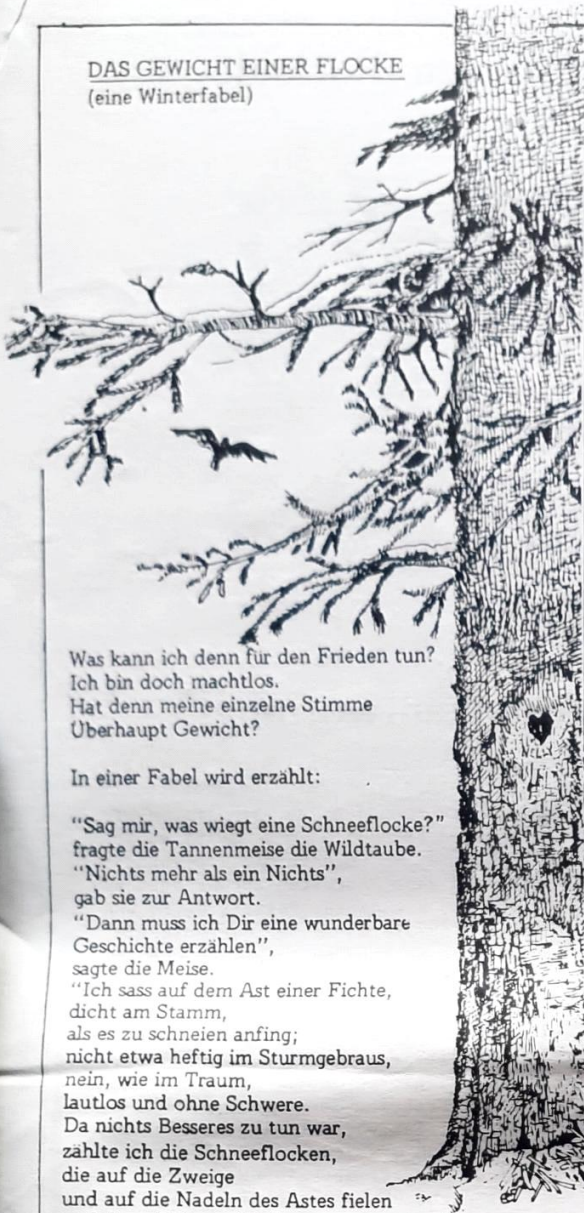 DAS GEWICHT EINER FLOCKE
(eine Winterfabel)
Was kann ich denn für den Frieden tun?
Ich bin doch machtlos.
Hat denn meine einzelne Stimme
Überhaupt Gewicht?
In einer Fabel wird erzählt:
"Sag mir, was wiegt eine Schneeflocke?"
fragte die Tannenmeise die Wildtaube.
"Nichts mehr als ein Nichts",
gab sie zur Antwort.
"Dann muss ich Dir eine wunderbare
Geschichte erzählen",
sagte die Meise.
"Ich sass auf dem Ast einer Fichte,
dicht am Stamm,
als es zu schneien anfing;
nicht etwa heftig im Sturmgebraus,
nein, wie im Traum,
lautlos und ohne Schwere.
Da nichts Besseres zu tun war,
zählte ich die Schneeflocken,
die auf die Zweige
und auf die Nadeln des Astes fielen